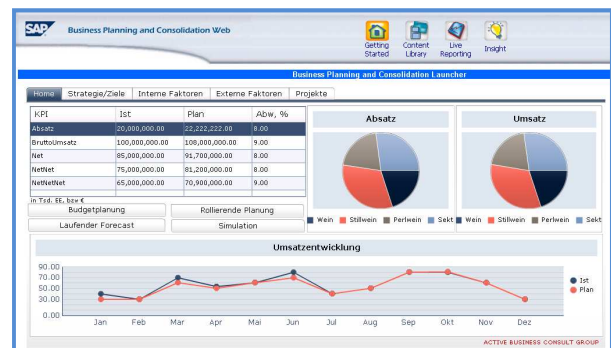 SAP Business Planning and Consolidation Web
Getting Started
Content Library
Live Reporting
Insight
Business Planning and Consolidation Launcher
Home Strategie/Ziele Interne Faktoren Externe Faktoren Projekte
KPI Ist Plan Abw, %
Absatz 20,000,000.00 22,222,222.00 8.00
BruttoUmsatz 100,000,000.00 108,000,000.00 9.00
Net 85,000,000.00 91,700,000.00 8.00
NetNet 75,000,000.00 81,200,000.00 8.00
NetNetNet 65,000,000.00 70,900,000.00 9.00
in Tsd, EE, bzw €
Budgetplanung Rollierende Planung
Laufender Forecast Simulation
Absatz
Wein Stillwein Perlwein Sekt
Umsatz
Wein Stillwein Perlwein Sekt
Umsatzentwicklung
90.00
70.00
50.00
30.00
0.00
Jan Feb Mar Apr Mai Jun Jul Aug Sep Okt Nov Dez
Ist
Plan
ACTIVE BUSINESS CONSULT GROUP